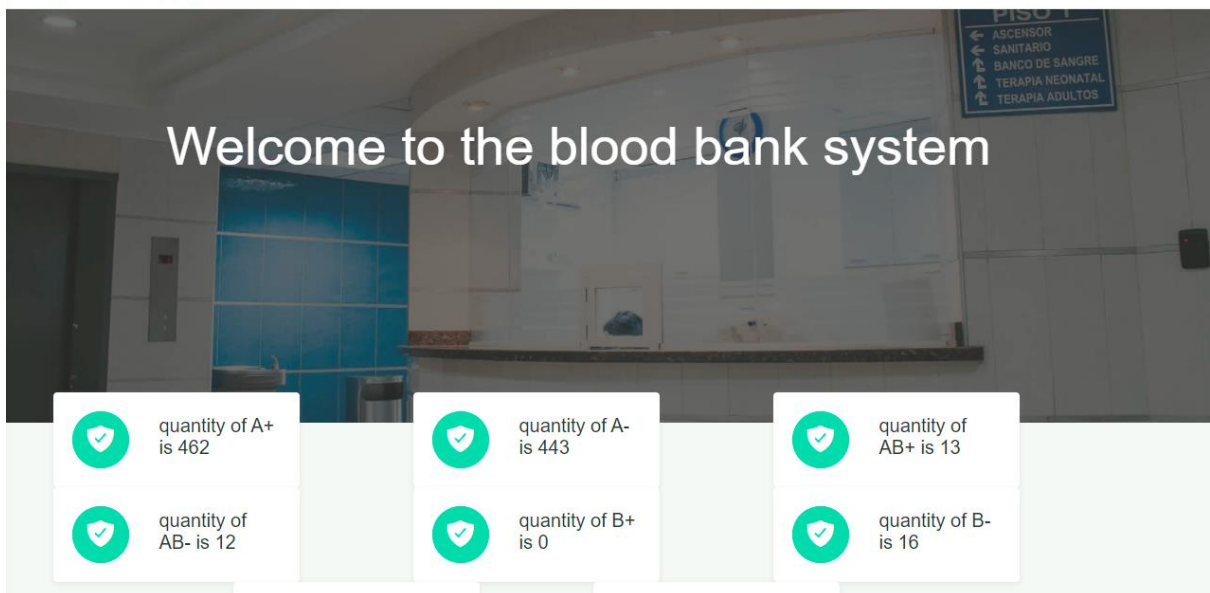 PISO 1
ASCENSOR
SANITARIO
BANCO DE SANGRE
TERAPIA NEONATAL
TERAPIA ADULTOS
Welcome to the blood bank system
quantity of A+
is 462
quantity of A-
is 443
quantity of
AB+ is 13
quantity of
AB- is 12
quantity of B+
is 0
quantity of B-
is 16